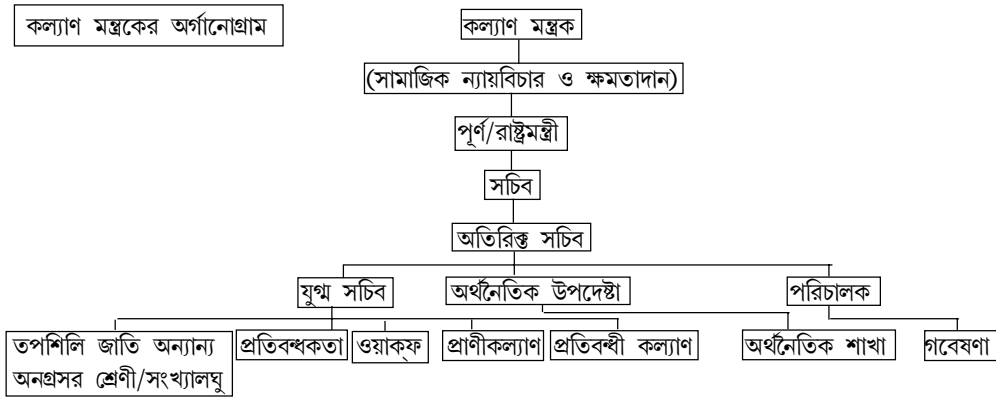 কল্যাণ মন্ত্রকের অর্গানোগ্রাম
কল্যাণ মন্ত্রক
(সামাজিক ন্যায়বিচার ও ক্ষমতাদান)
পূর্ণ/রাষ্ট্রমন্ত্রী
সচিব
অতিরিক্ত সচিব
যুগ্ম সচিব
অর্থনৈতিক উপদেষ্টা
পরিচালক
তপশিলি জাতি অন্যান্য
অনগ্রসর শ্রেণী/সংখ্যালঘু
প্রতিবন্ধকতা
ওয়াক্‌ফ
প্রাণীকল্যাণ
প্রতিবন্ধী কল্যাণ
অর্থনৈতিক শাখা
গবেষণা